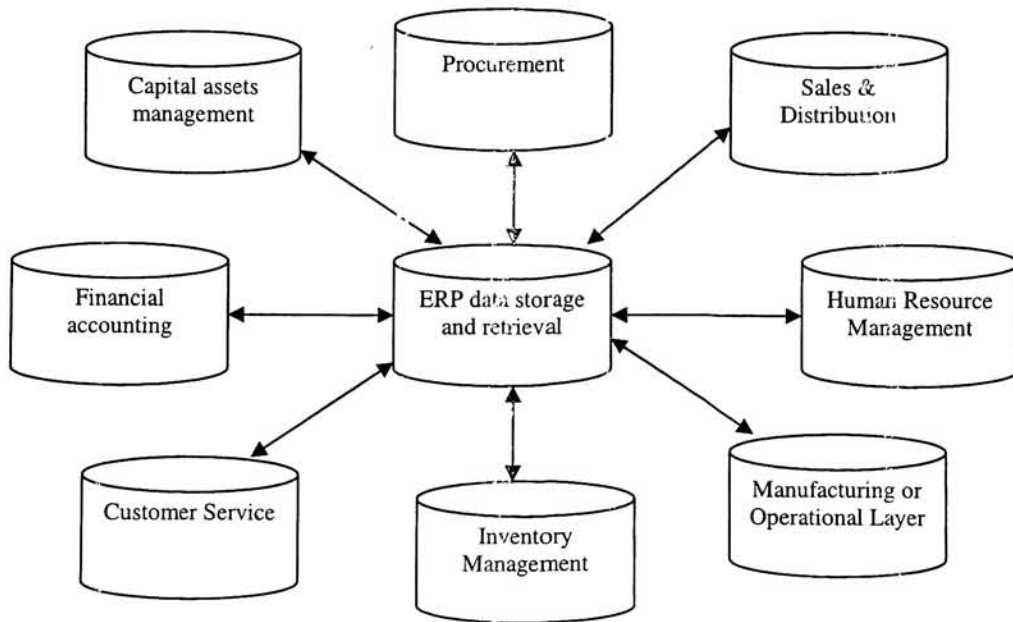 Capital assets
management
Procurement
Sales &
Distribution
Financial
accounting
ERP data storage
and retrieval
Human Resource
Management
Customer Service
Inventory
Management
Manufacturing or
Operational Layer